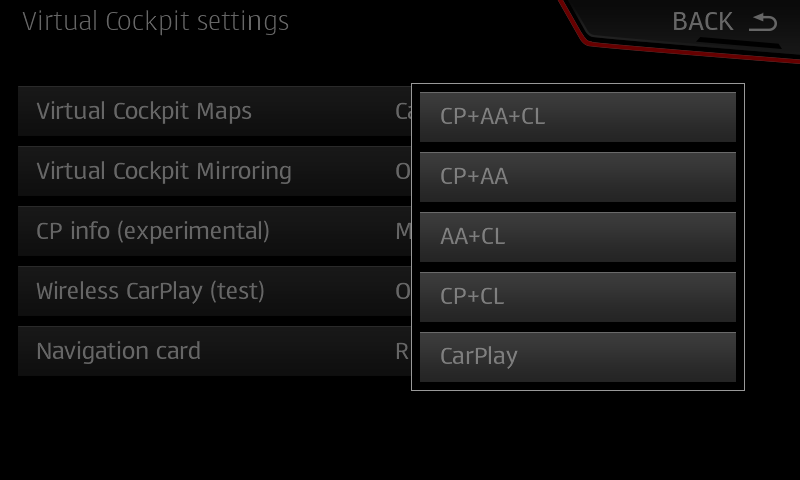 Virtual Cockpit settings
BACK
Virtual Cockpit Maps
CP+AA+CL
Virtual Cockpit Mirroring
CP+AA
CP info (experimental)
AA+CL
Wireless CarPlay (test)
CP+CL
Navigation card
CarPlay